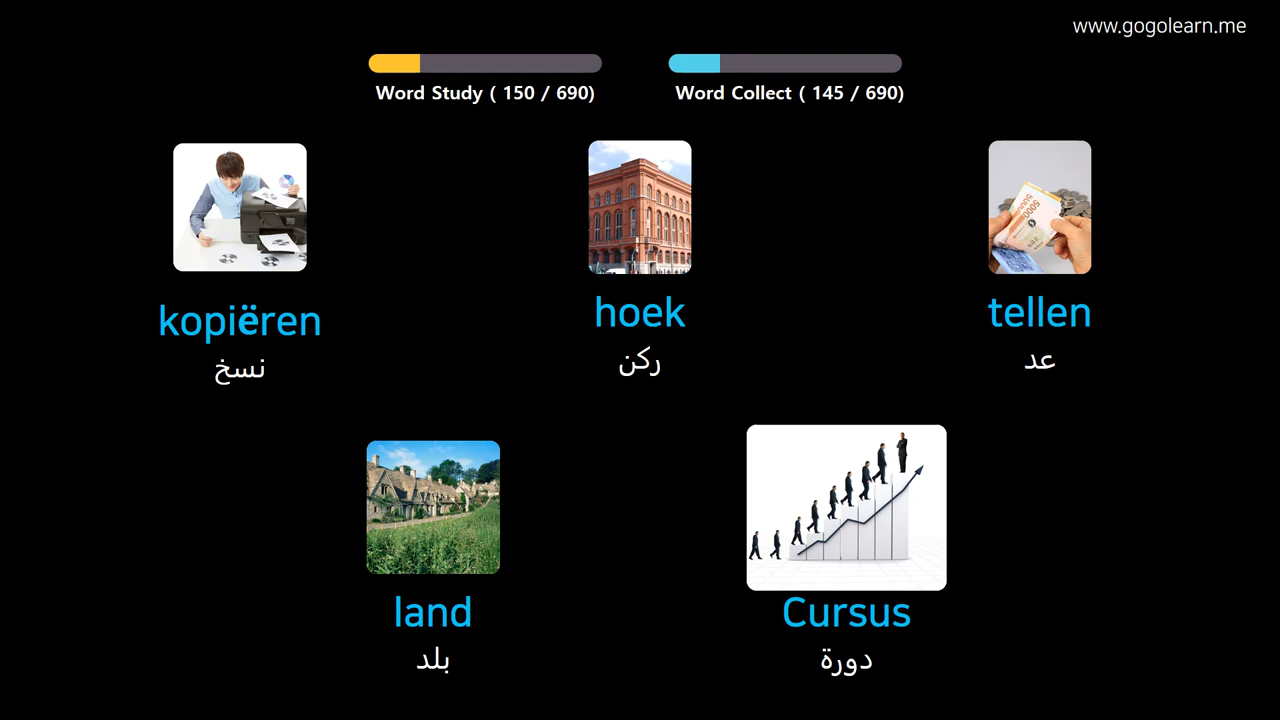 www.gogolearn.me
Word Study ( 150 / 690)
Word Collect ( 145 / 690)
kopiëren
نسخ
hoek
ركن
tellen
عد
land
بلد
Cursus
دورة